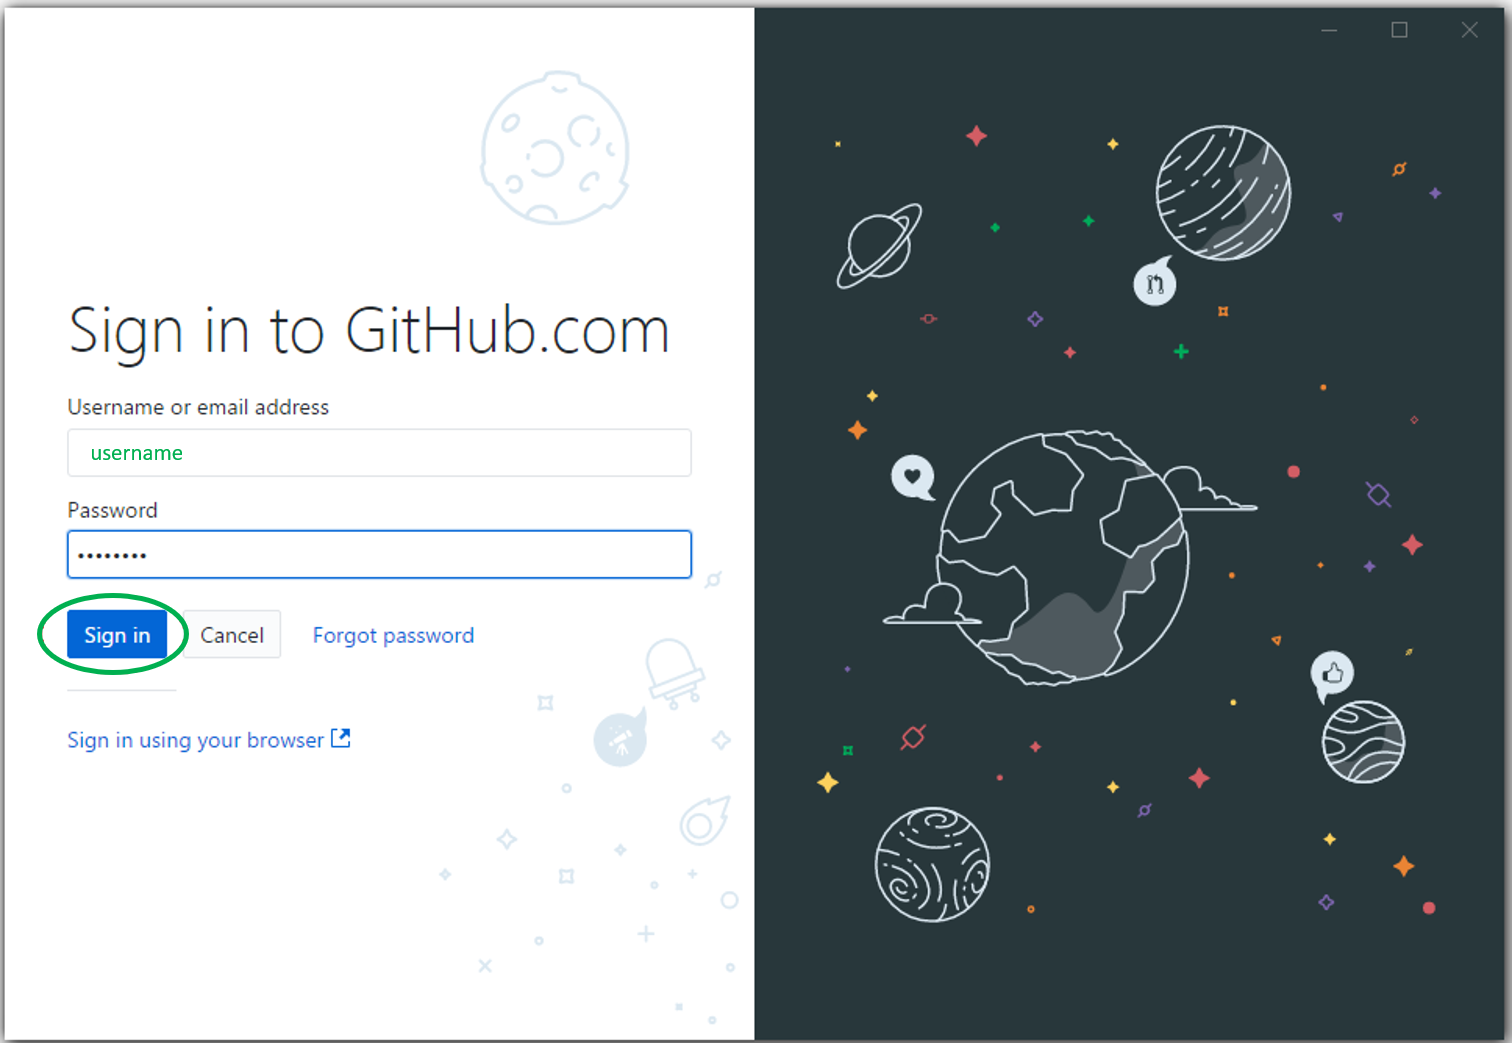 Sign in to GitHub.com
Username or email address
username
Password
••••••••
Sign in Cancel Forgot password
Sign in using your browser